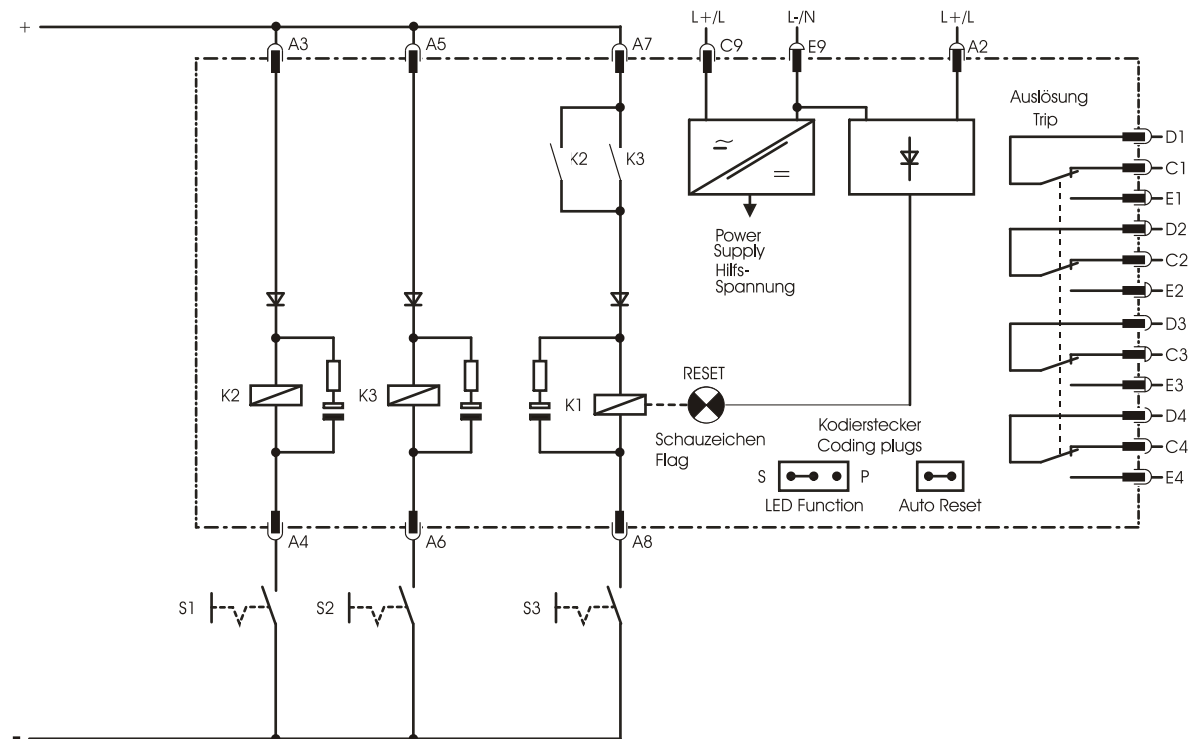 L+/L L-/N L+/L
+ A3 A5 A7 C9 E9 A2
Auslösung
Trip
D1
K2 K3
C1
E1
D2
Power
Supply
Hilfs-
Spannung
C2
E2
D3
C3
RESET
E3
K2 K3 K1
D4
Schauzeichen
Flag
Kodierstecker
Coding plugs
C4
S P
E4
LED Function Auto Reset
A4 A6 A8
S1 S2 S3
-